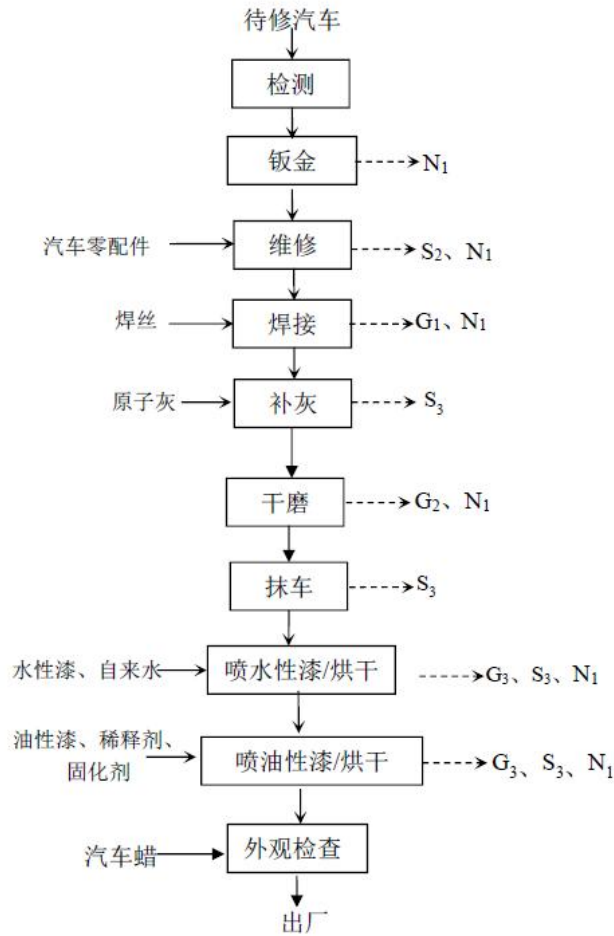 待修汽车
检测
钣金
N1
汽车零配件
维修
S2、N1
焊丝
焊接
G1、N1
原子灰
补灰
S3
干磨
G2、N1
抹车
S3
水性漆、自来水
喷水性漆/烘干
G3、S3、N1
油性漆、稀释剂、
固化剂
喷油性漆/烘干
G3、S3、N1
汽车蜡
外观检查
出厂